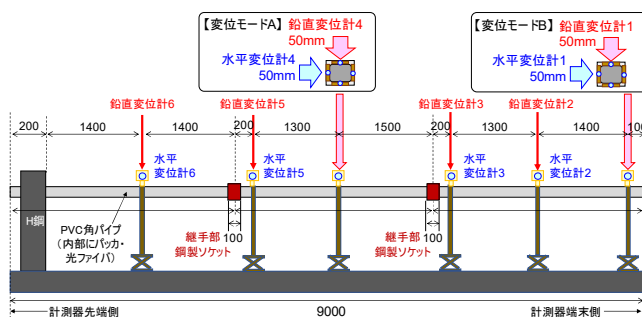 【変位モードA】
鉛直変位計4
50mm
水平変位計4
50mm
【変位モードB】
鉛直変位計1
50mm
水平変位計1
50mm
鉛直変位計6
鉛直変位計5
鉛直変位計3
鉛直変位計2
200
1400
1400
200
1300
1500
200
1300
1400
100
水平
変位計6
水平
変位計5
水平
変位計3
水平
変位計2
H鋼
PVC角パイプ
(内部にパッカ・
光ファイバ)
100
継手部
鋼製ソケット
100
継手部
鋼製ソケット
計測器先端側
9000
計測器端末側